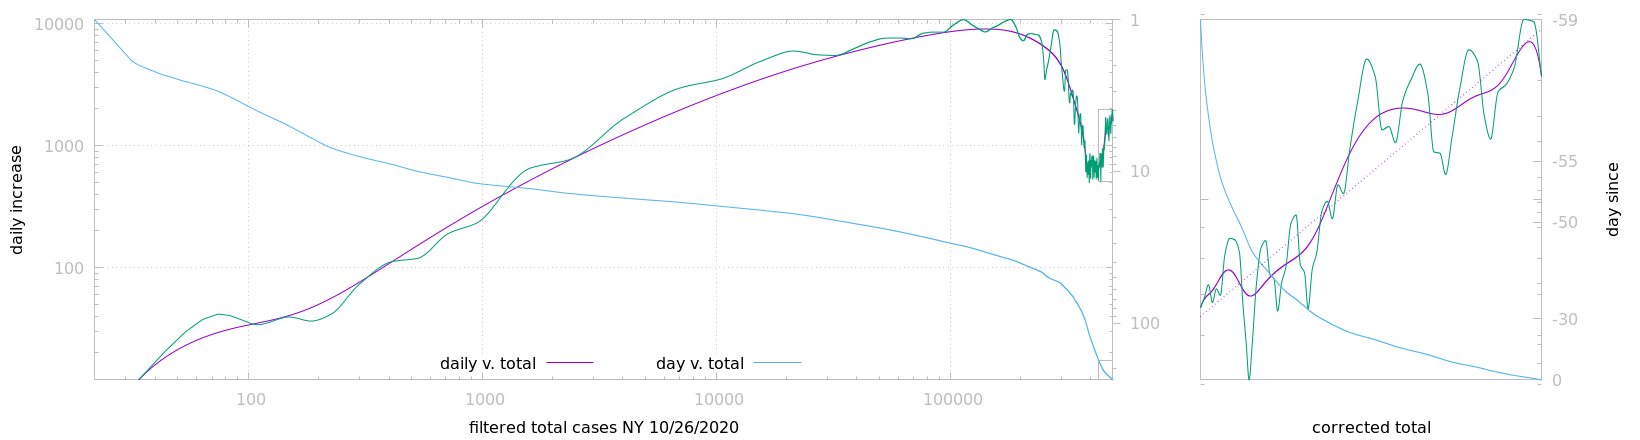 10000
1000
100
daily increase
1
10
100
daily v. total
day v. total
100
1000
10000
100000
filtered total cases NY 10/26/2020
-59
-55
-50
-30
0
day since
corrected total